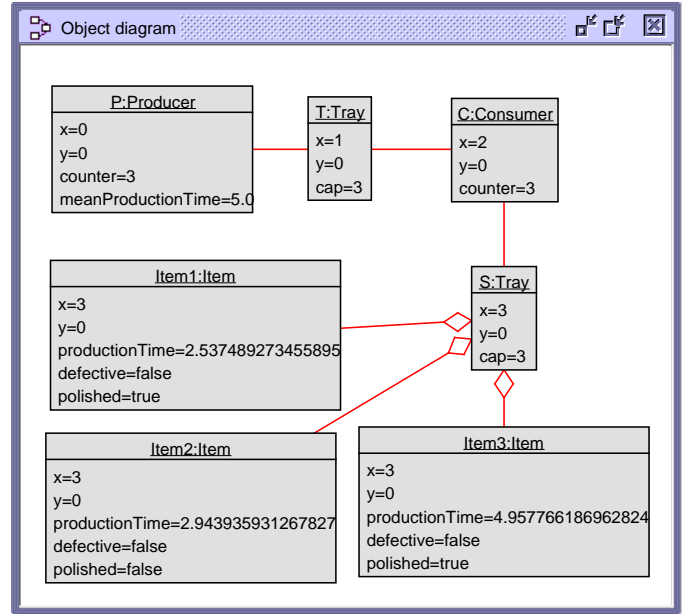 Object diagram
P:Producer
x=0
y=0
counter=3
meanProductionTime=5.0
T:Tray
x=1
y=0
cap=3
C:Consumer
x=2
y=0
counter=3
Item1:Item
x=3
y=0
productionTime=2.537489273455895
defective=false
polished=true
S:Tray
x=3
y=0
cap=3
Item2:Item
x=3
y=0
productionTime=2.943935931267827
defective=false
polished=false
Item3:Item
x=3
y=0
productionTime=4.957766186962824
defective=false
polished=true